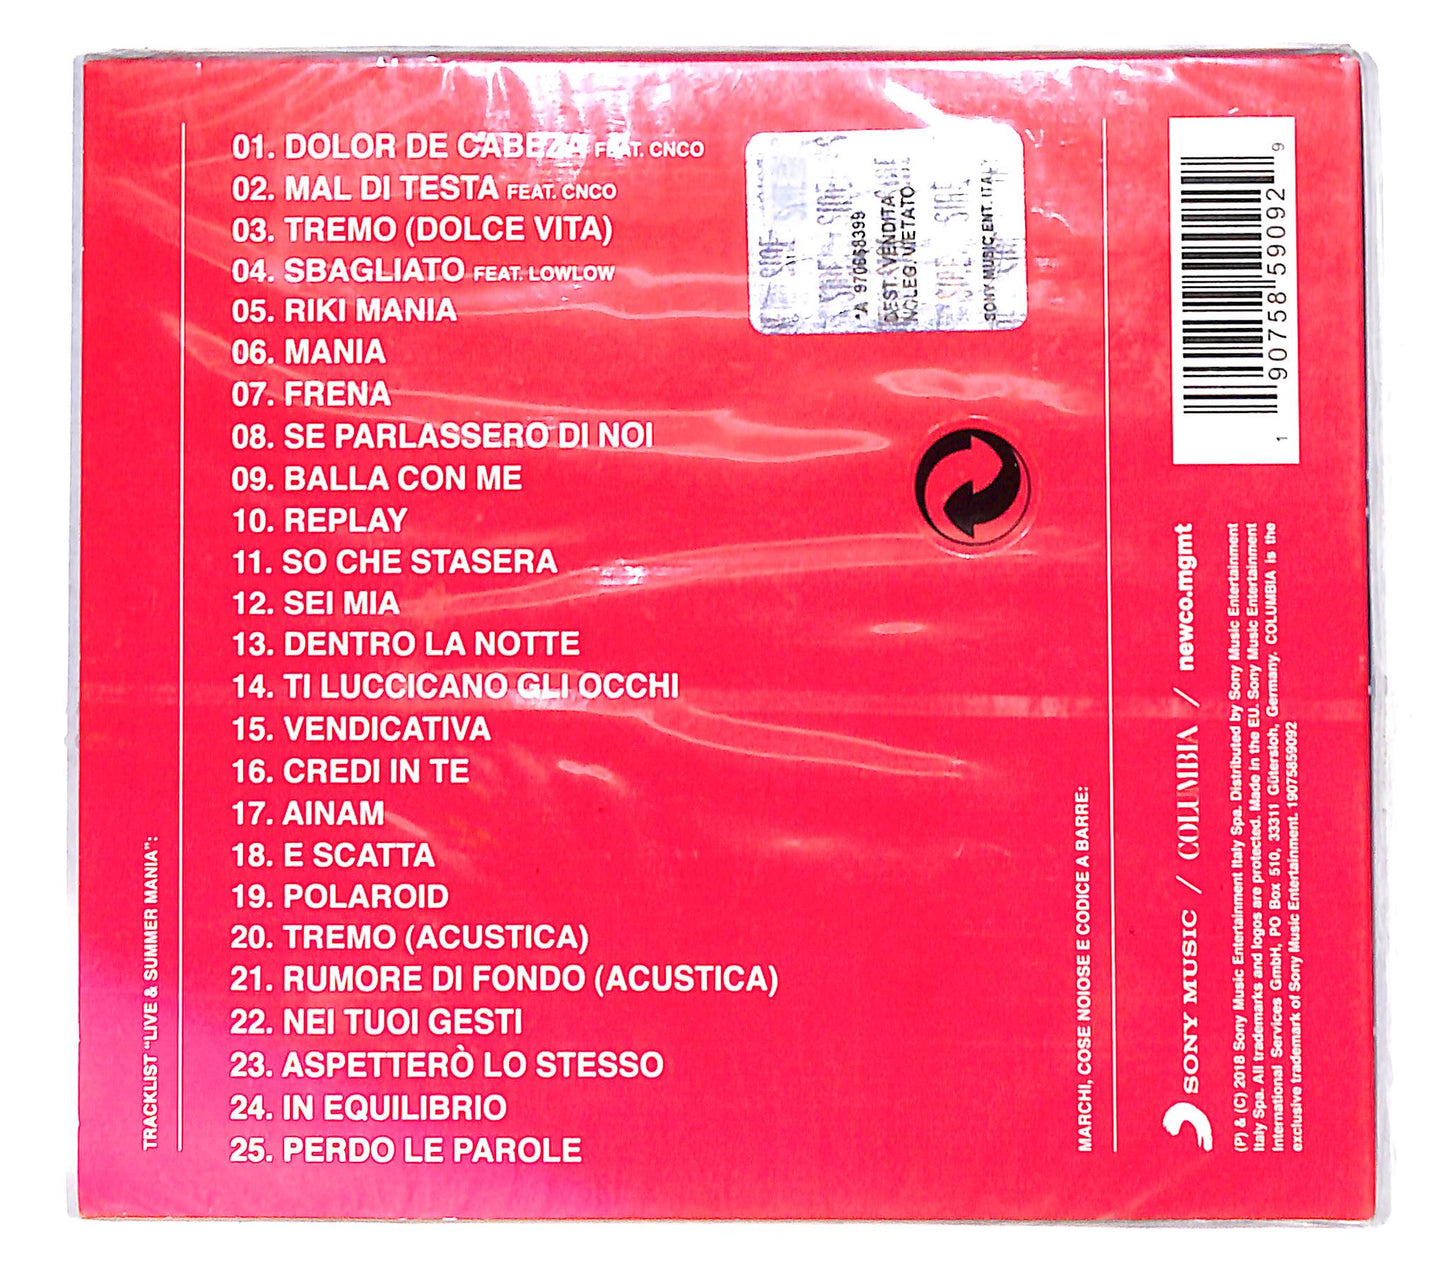 TRACKLIST "LIVE & SUMMER MANIA":
01. DOLOR DE CABEZA FEAT. CNCO
02. MAL DI TESTA FEAT. CNCO
03. TREMO (DOLCE VITA)
04. SBAGLIATO FEAT. LOWLOW
05. RIKI MANIA
06. MANIA
07. FRENA
08. SE PARLASSERO DI NOI
09. BALLA CON ME
10. REPLAY
11. SO CHE STASERA
12. SEI MIA
13. DENTRO LA NOTTE
14. TI LUCCICANO GLI OCCHI
15. VENDICATIVA
16. CREDI IN TE
17. AINAM
18. E SCATTA
19. POLAROID
20. TREMO (ACUSTICA)
21. RUMORE DI FONDO (ACUSTICA)
22. NEI TUOI GESTI
23. ASPETTERÒ LO STESSO
24. IN EQUILIBRIO
25. PERDO LE PAROLE
*A 970668399
DEST. VENDITA
NOLEG. VIETATO
SONY MUSIC ENT. ITALY
MARCHI, COSE NOIOSE E CODICE A BARRE:
1 90758 59092 9
SONY MUSIC / COLUMBIA / newco.mgmt
(P) & (C) 2018 Sony Music Entertainment Italy Spa. Distributed by Sony Music Entertainment
Italy Spa. All trademarks and logos are protected. Made in the EU. Sony Music Entertainment
International Services GmbH, PO Box 510, 33311 Gütersloh, Germany. COLUMBIA is the
exclusive trademark of Sony Music Entertainment. 19075859092